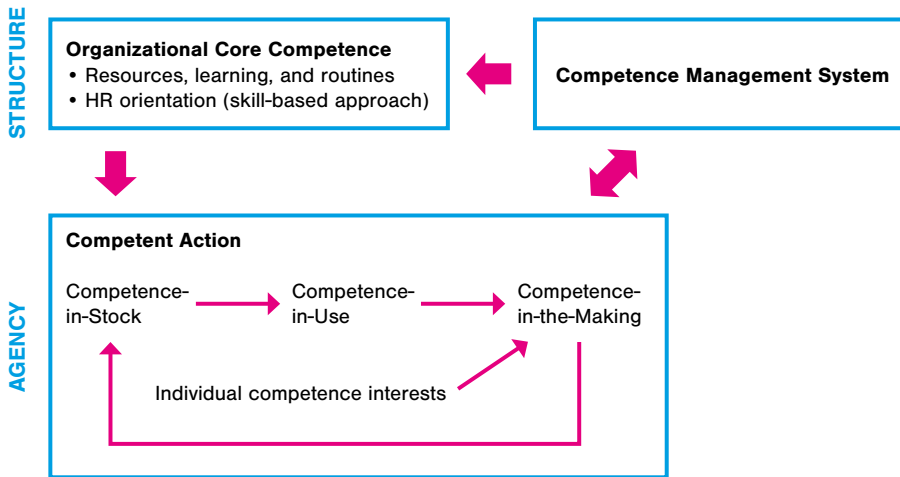 STRUCTURE
Organizational Core Competence
• Resources, learning, and routines
• HR orientation (skill-based approach)
Competence Management System
AGENCY
Competent Action
Competence-
in-Stock
Competence-
in-Use
Competence-
in-the-Making
Individual competence interests